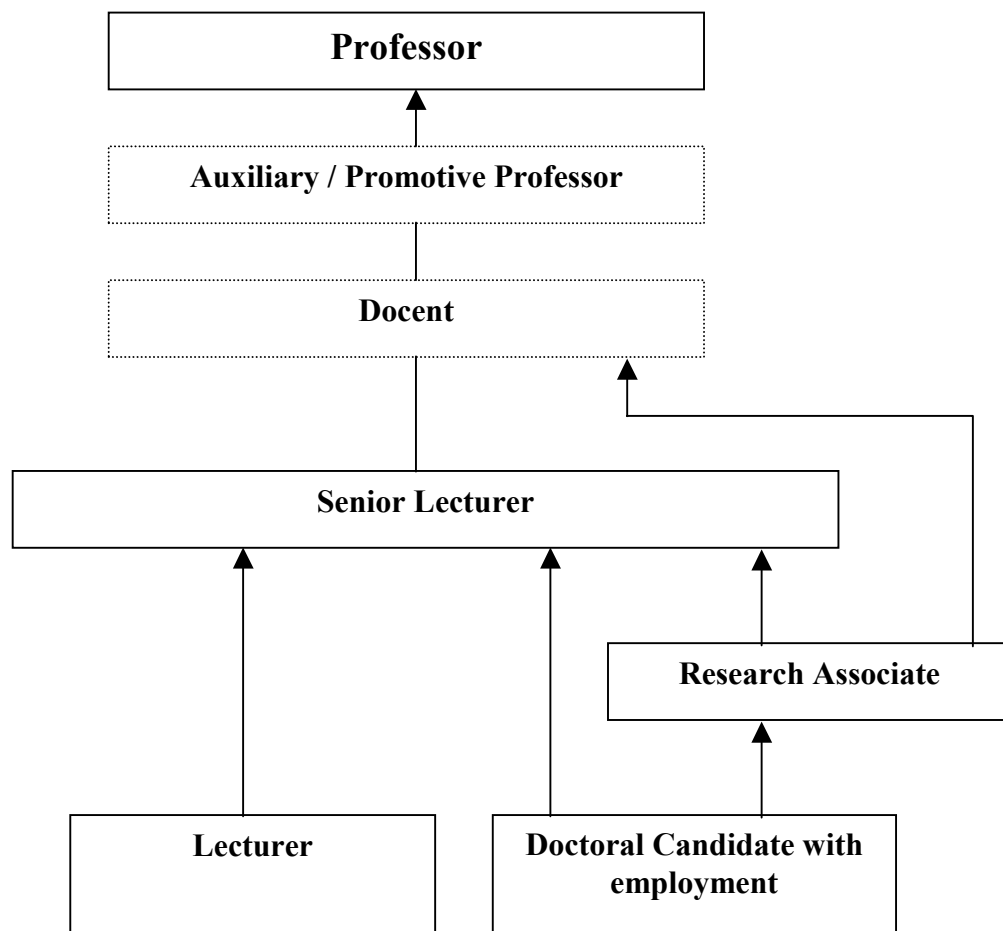 Professor
Auxiliary / Promotive Professor
Docent
Senior Lecturer
Research Associate
Lecturer
Doctoral Candidate with
employment